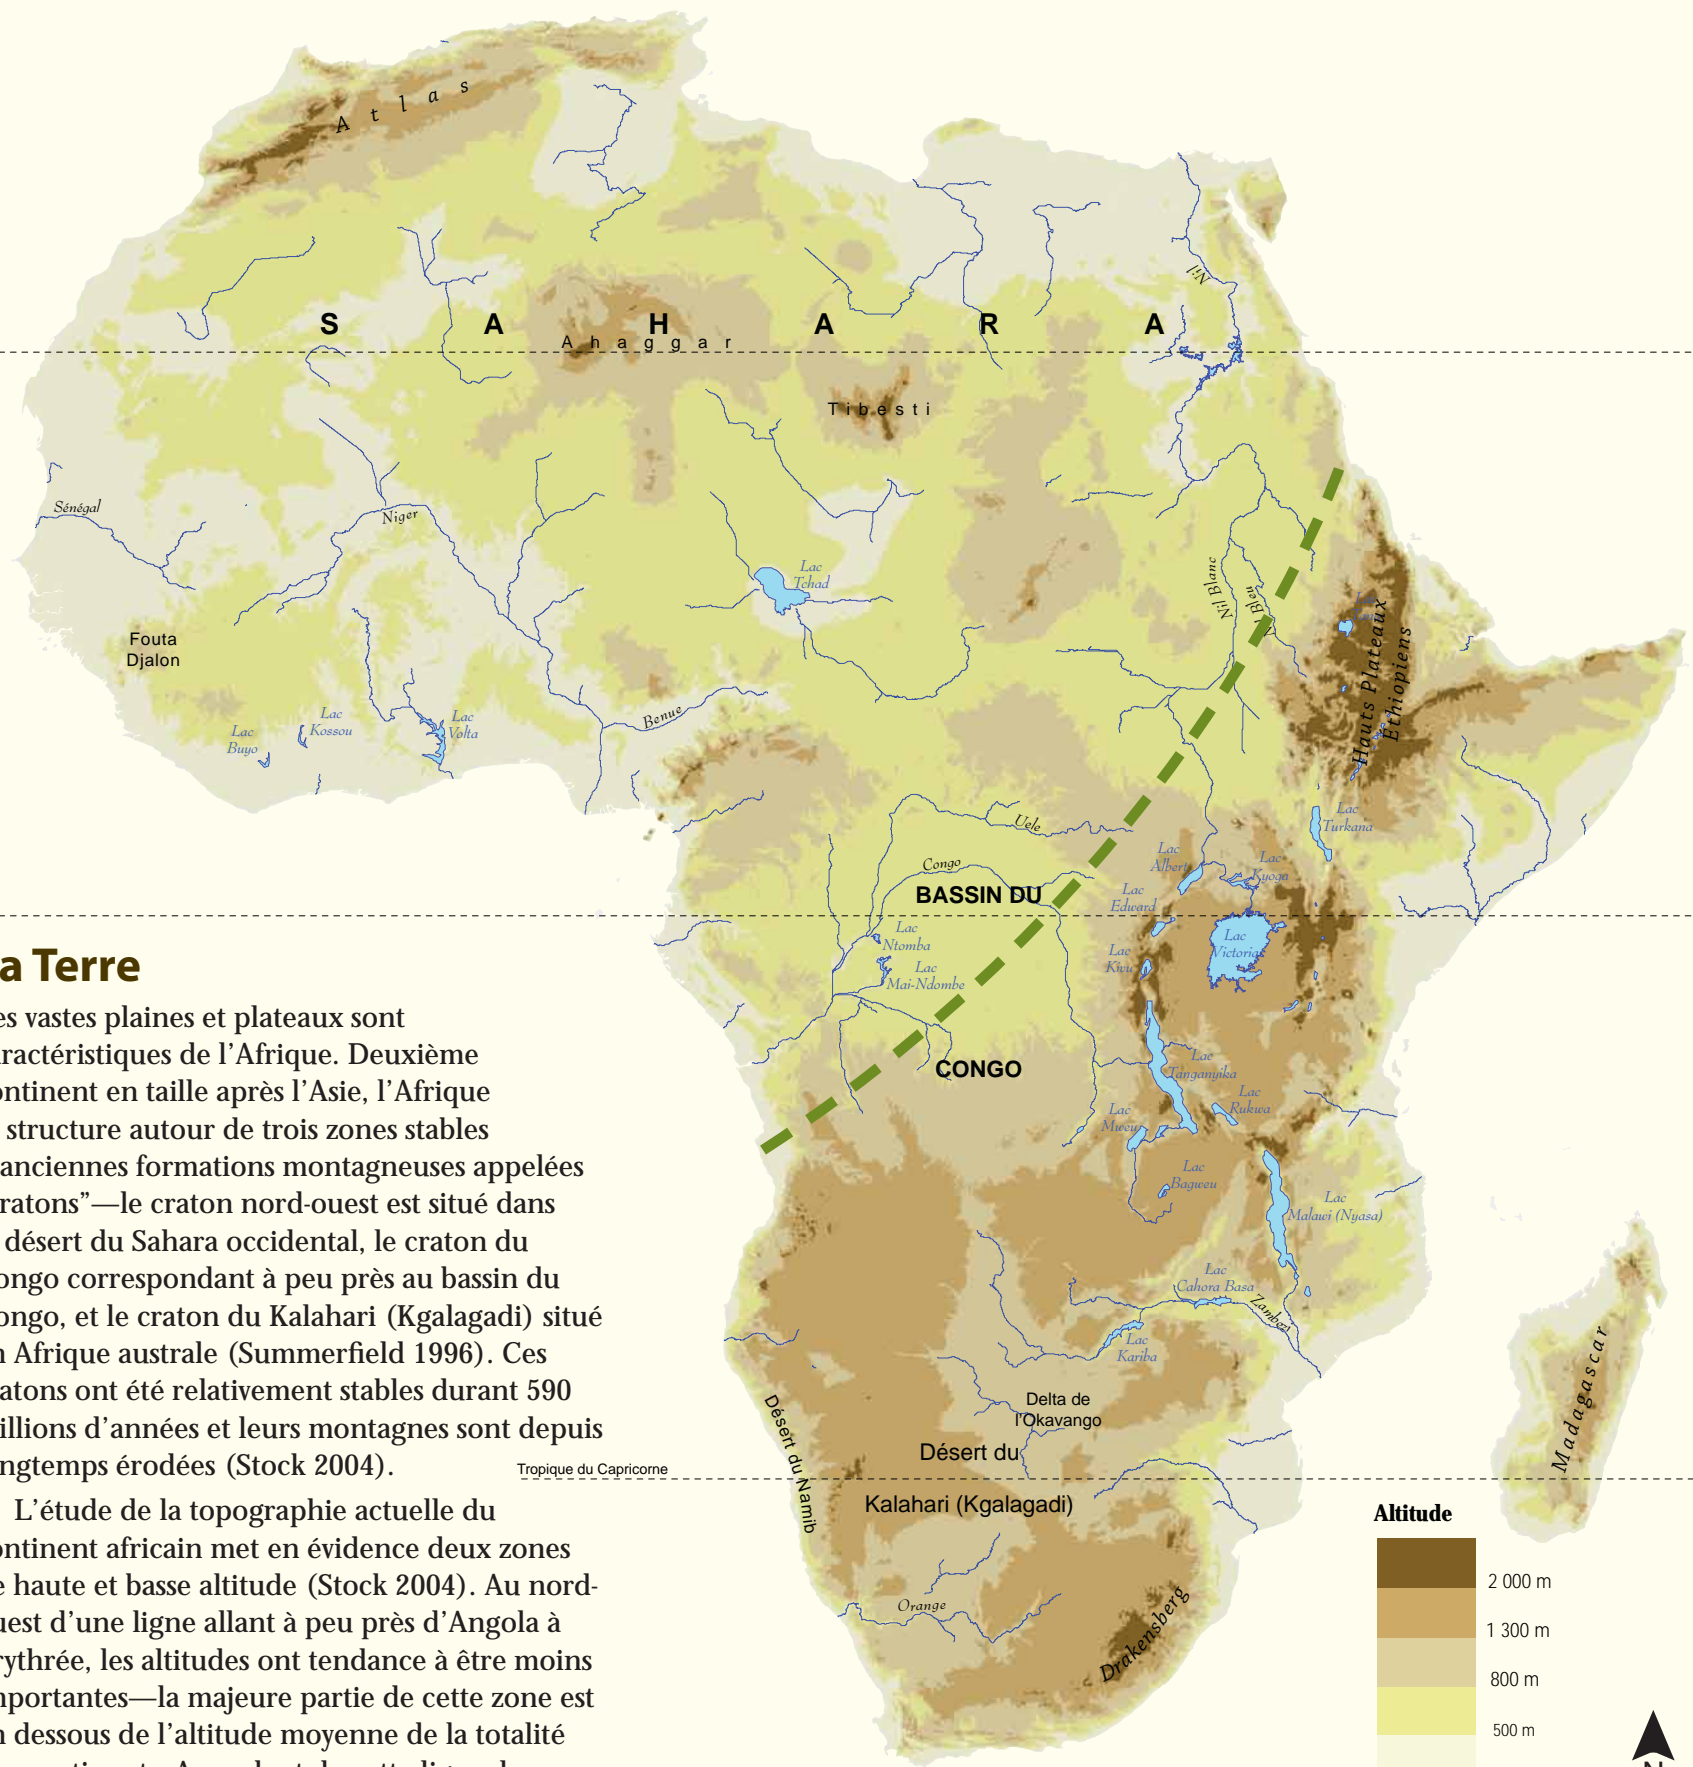 Atlas
Nil
S A H A R A
Ahaggar
Tibesti
Sénégal
Niger
Lac
Tchad
Nil Blanc
Nil Bleu
Lac
Hauts Plateaux
Éthiopiens
Fouta
Djalon
Lac
Buyo
Lac
Kossou
Lac
Volta
Benue
Lac
Turkana
Uele
Congo
Lac
Albert
Lac
Kyoga
BASSIN DU
Lac
Edward
Lac
Ntomba
Lac
Victoria
Lac
Kivu
Lac
Mai-Ndombe
CONGO
Lac
Tanganyika
Lac
Rukwa
Lac
Mweu
Lac
Bagweu
Lac
Malawi (Nyasa)
Lac
Cahora Basa
Zambezi
Lac
Kariba
Madagascar
Delta de
l'Okavango
Désert du Namib
Désert du
Kalahari (Kgalagadi)
Tropique du Capricorne
Orange
Drakensberg
a Terre
es vastes plaines et plateaux sont
ractéristiques de l’Afrique. Deuxième
ontinent en taille après l’Asie, l’Afrique
structure autour de trois zones stables
anciennes formations montagneuses appelées
ratons”—le craton nord-ouest est situé dans
désert du Sahara occidental, le craton du
ongo correspondant à peu près au bassin du
ongo, et le craton du Kalahari (Kgalagadi) situé
n Afrique australe (Summerfield 1996). Ces
atons ont été relativement stables durant 590
illions d’années et leurs montagnes sont depuis
ngtemps érodées (Stock 2004).
L’étude de la topographie actuelle du
ontinent africain met en évidence deux zones
e haute et basse altitude (Stock 2004). Au nord-
uest d’une ligne allant à peu près d’Angola à
rythrée, les altitudes ont tendance à être moins
mportantes—la majeure partie de cette zone est
n dessous de l’altitude moyenne de la totalité
Altitude
2 000 m
1 300 m
800 m
500 m
N